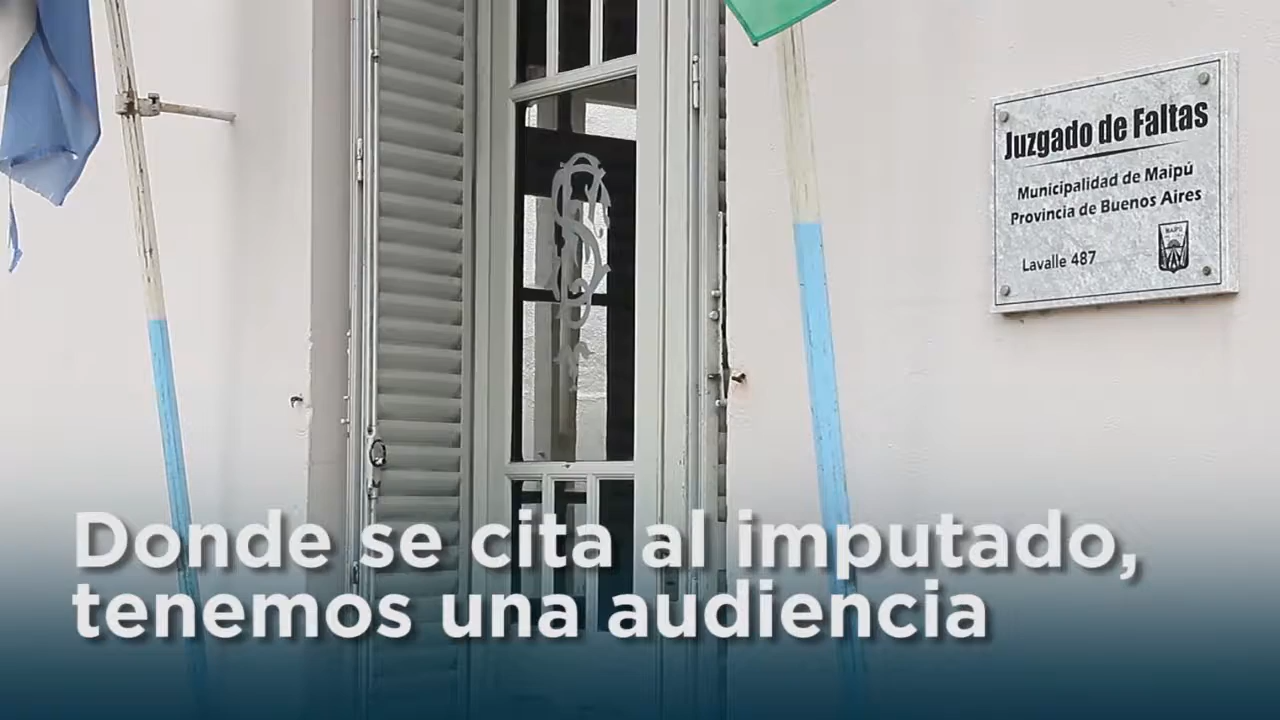 Juzgado de Faltas
Municipalidad de Maipú
Provincia de Buenos Aires
Lavalle 487
MAIPÚ
Donde se cita al imputado,
tenemos una audiencia